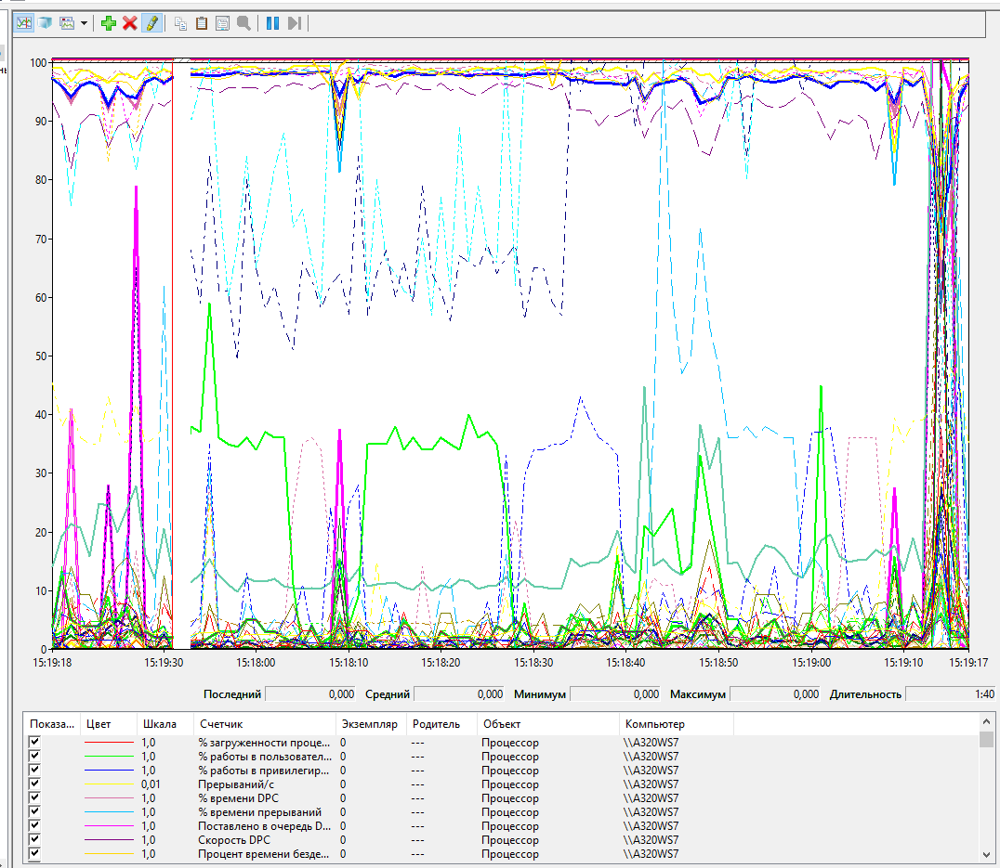 100
90
80
70
60
50
40
30
20
10
0
15:19:18 15:19:30 15:18:00 15:18:10 15:18:20 15:18:30 15:18:40 15:18:50 15:19:00 15:19:10 15:19:17
Последний 0,000 Средний 0,000 Минимум 0,000 Максимум 0,000 Длительность 1:40
Показа... Цвет Шкала Счетчик Экземпляр Родитель Объект Компьютер
1,0 % загруженности проце... 0 --- Процессор \\A320WS7
1,0 % работы в пользовател... 0 --- Процессор \\A320WS7
1,0 % работы в привилегир... 0 --- Процессор \\A320WS7
0,01 Прерываний/с 0 --- Процессор \\A320WS7
1,0 % времени DPC 0 --- Процессор \\A320WS7
1,0 % времени прерываний 0 --- Процессор \\A320WS7
1,0 Поставлено в очередь D... 0 --- Процессор \\A320WS7
1,0 Скорость DPC 0 --- Процессор \\A320WS7
1,0 Процент времени безде... 0 --- Процессор \\A320WS7